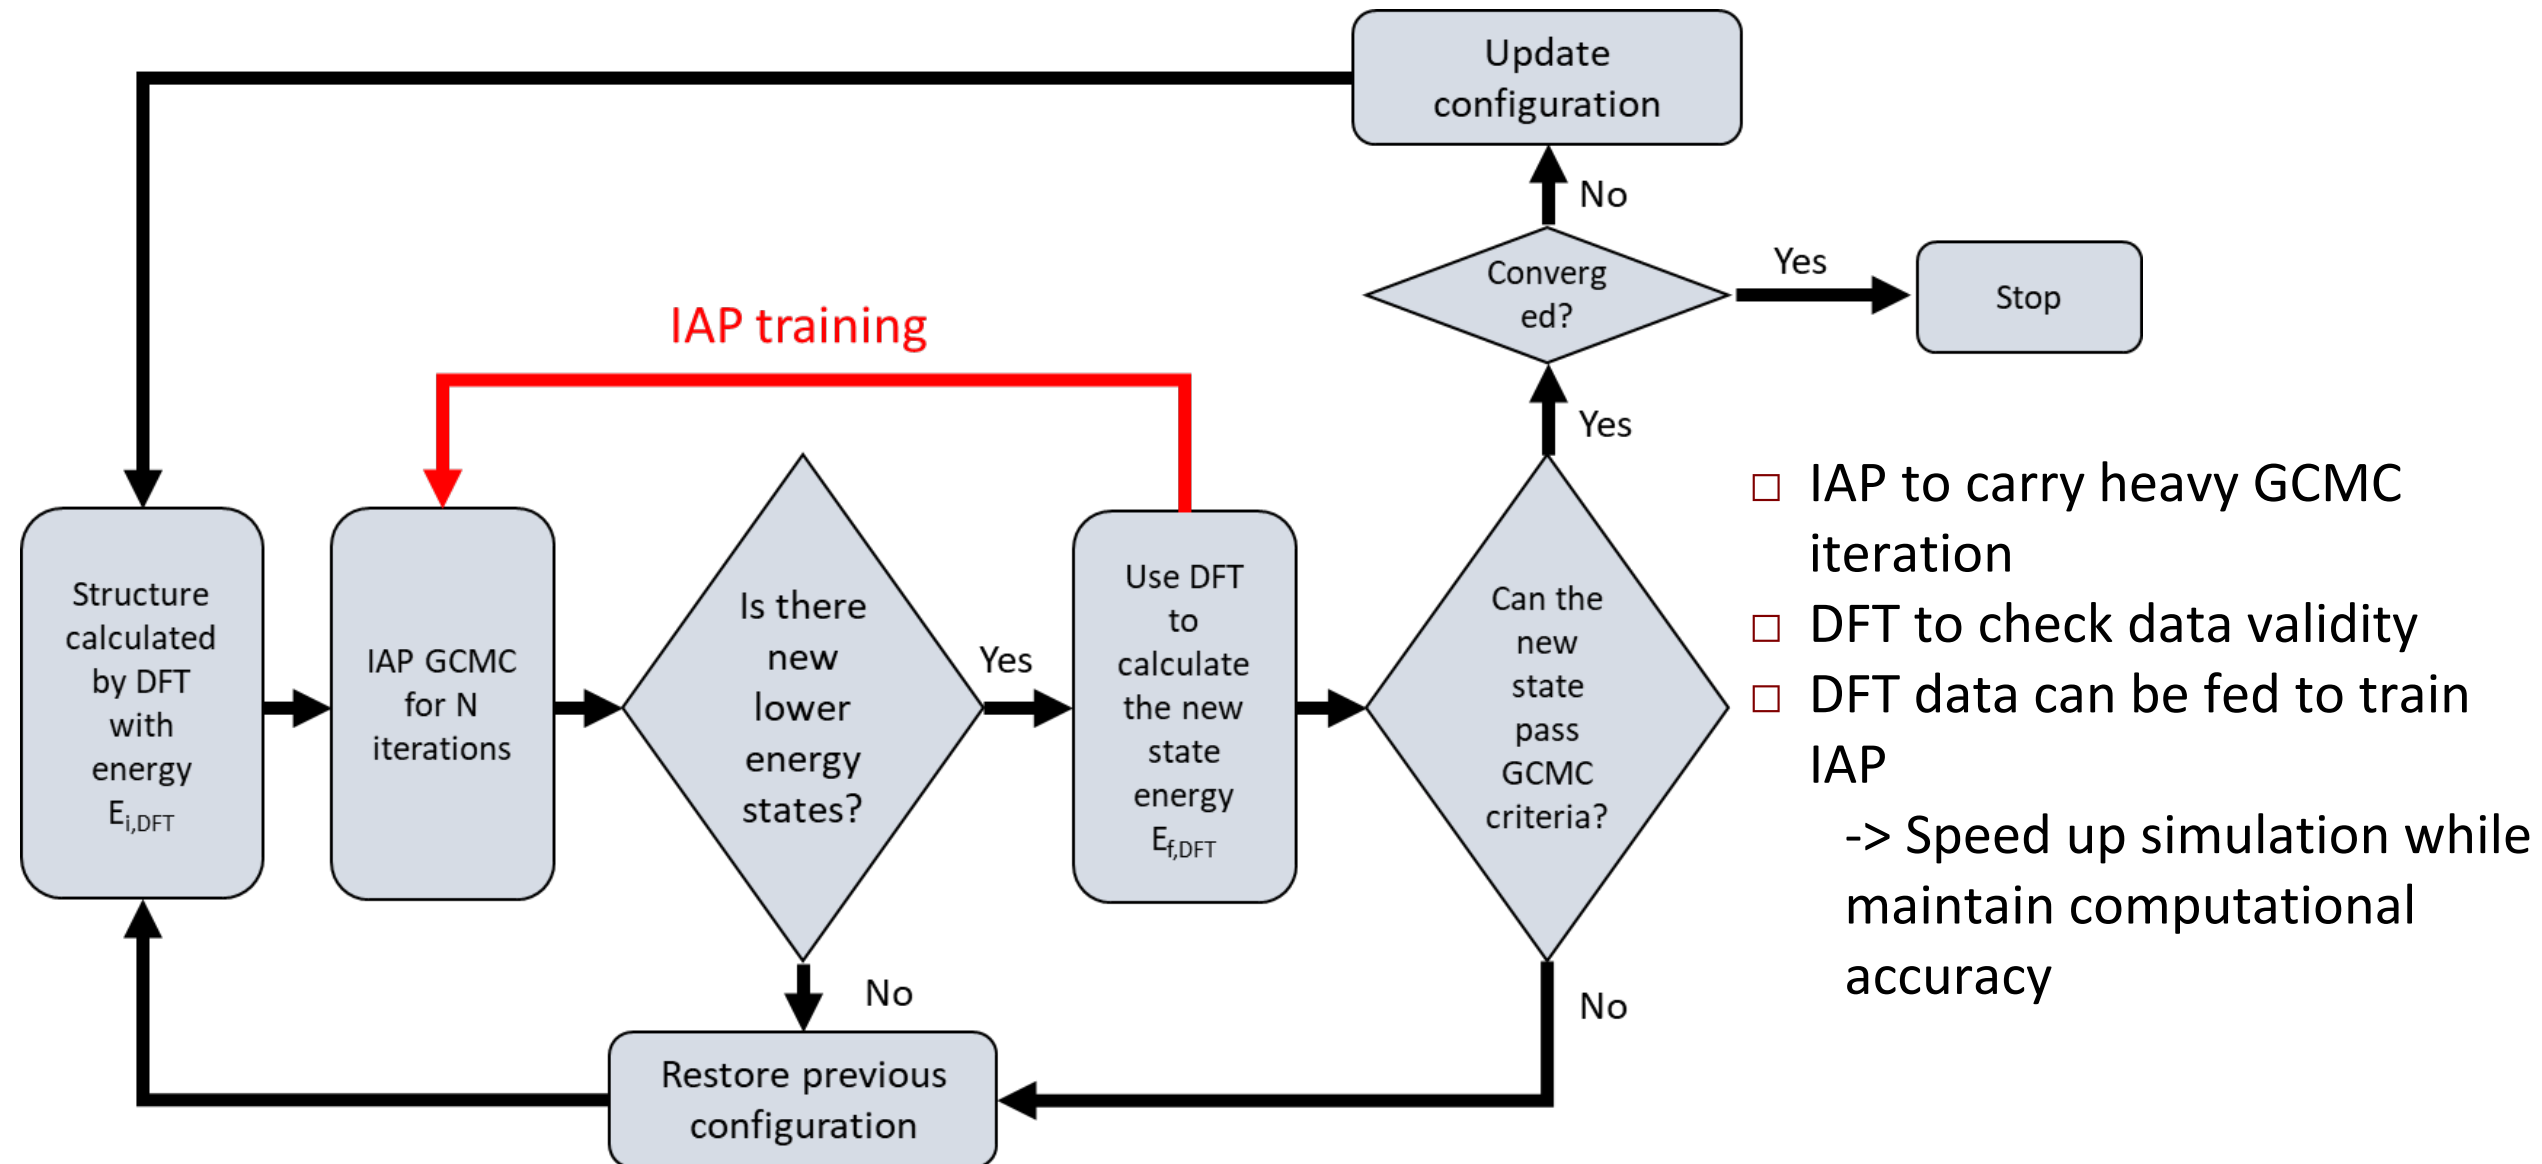 Update
configuration
No
Converg
ed?
Yes
Stop
IAP training
Yes
Structure
calculated
by DFT
with
energy
Ei,DFT
IAP GCMC
for N
iterations
Is there
new
lower
energy
states?
Yes
Use DFT
to
calculate
the new
state
energy
Ef,DFT
Can the
new
state
pass
GCMC
criteria?
No
No
Restore previous
configuration
IAP to carry heavy GCMC
iteration
DFT to check data validity
DFT data can be fed to train
IAP
-> Speed up simulation while
maintain computational
accuracy